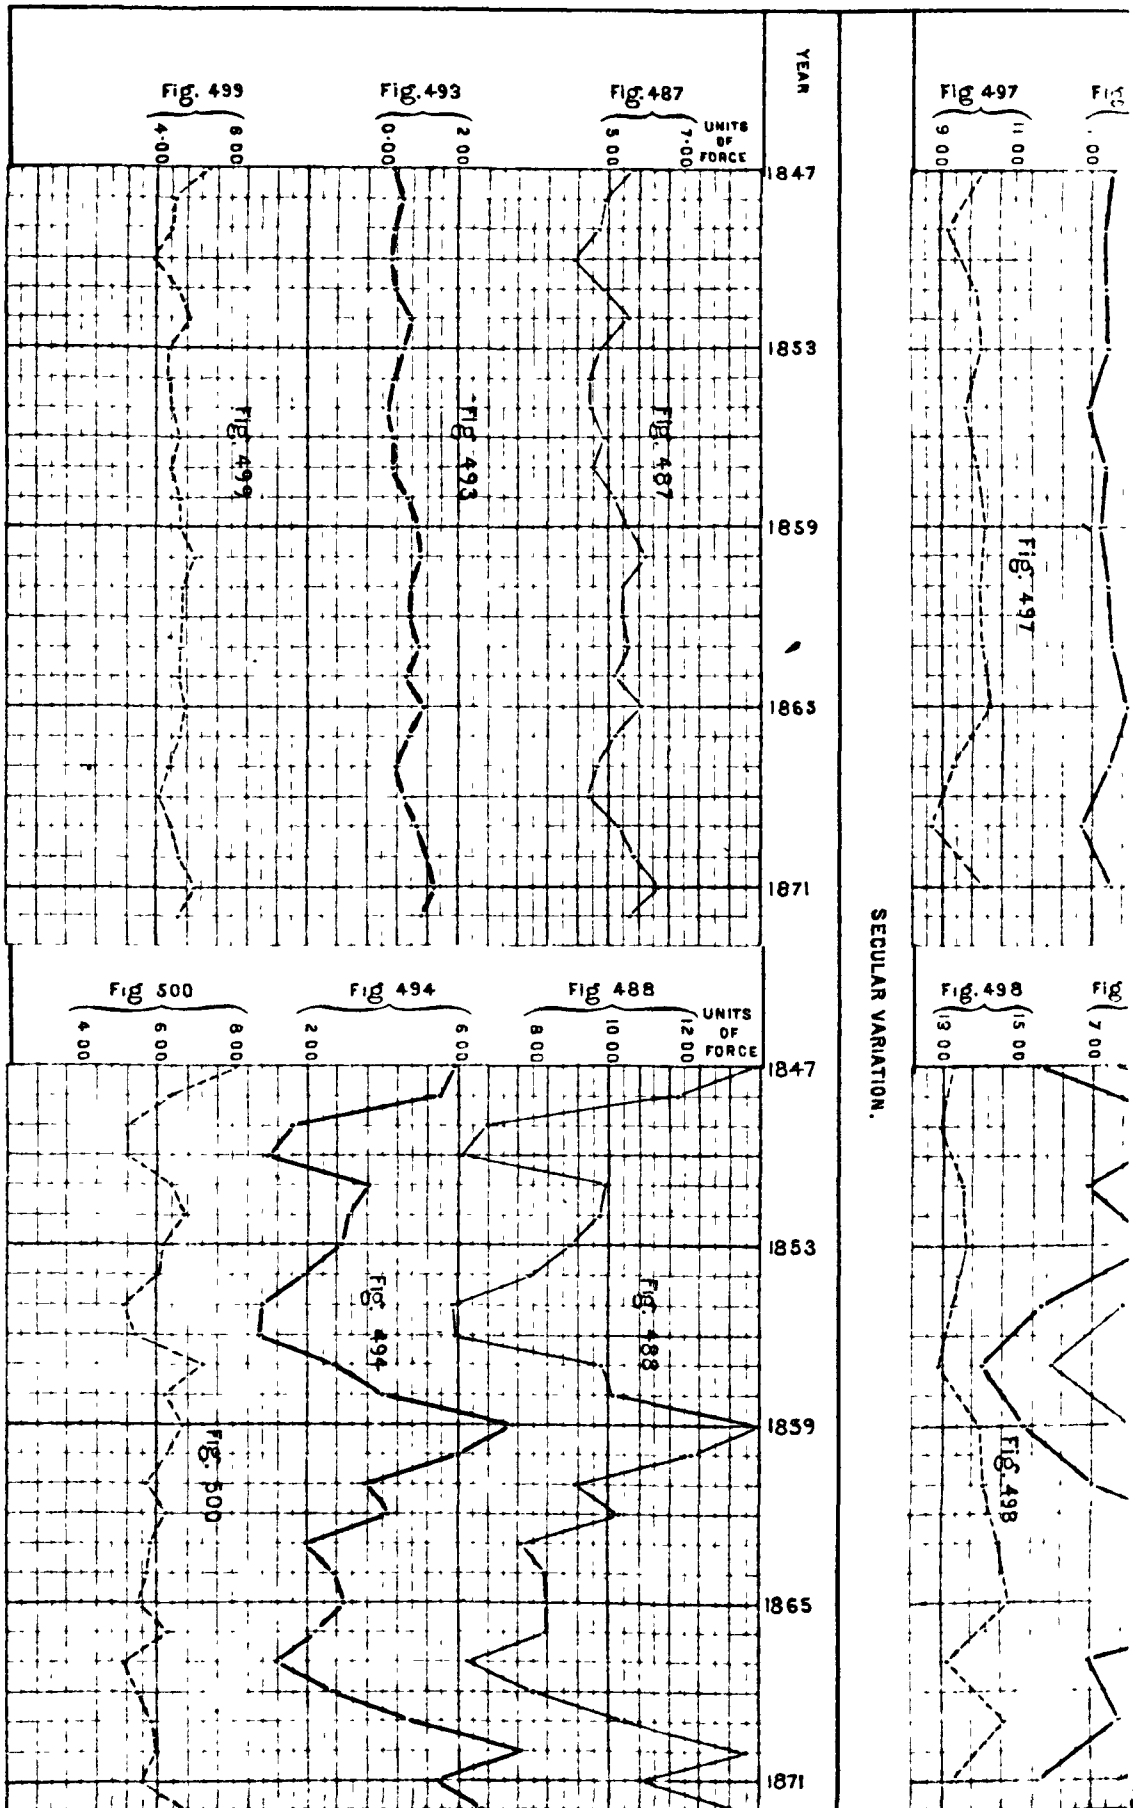 YEAR
1847
1853
1859
1863
1871
Fig. 499
Fig. 493
Fig. 487
4·00
6 00
0·00
2 00
5 00
7·00
UNITS
OF
FORCE
Fig. 499
Fig 493
Fig. 487
Fig 500
Fig 494
Fig 488
4 00
6 00
8 00
2 00
6 00
8 00
10 00
12 00
UNITS
OF
FORCE
1847
1853
1859
1865
1871
Fig. 500
Fig 494
Fig. 488
SECULAR VARIATION.
Fig 497
Fig
9 00
11 00
1 00
Fig. 497
Fig. 498
Fig
13 00
15 00
7 00
Fig. 498